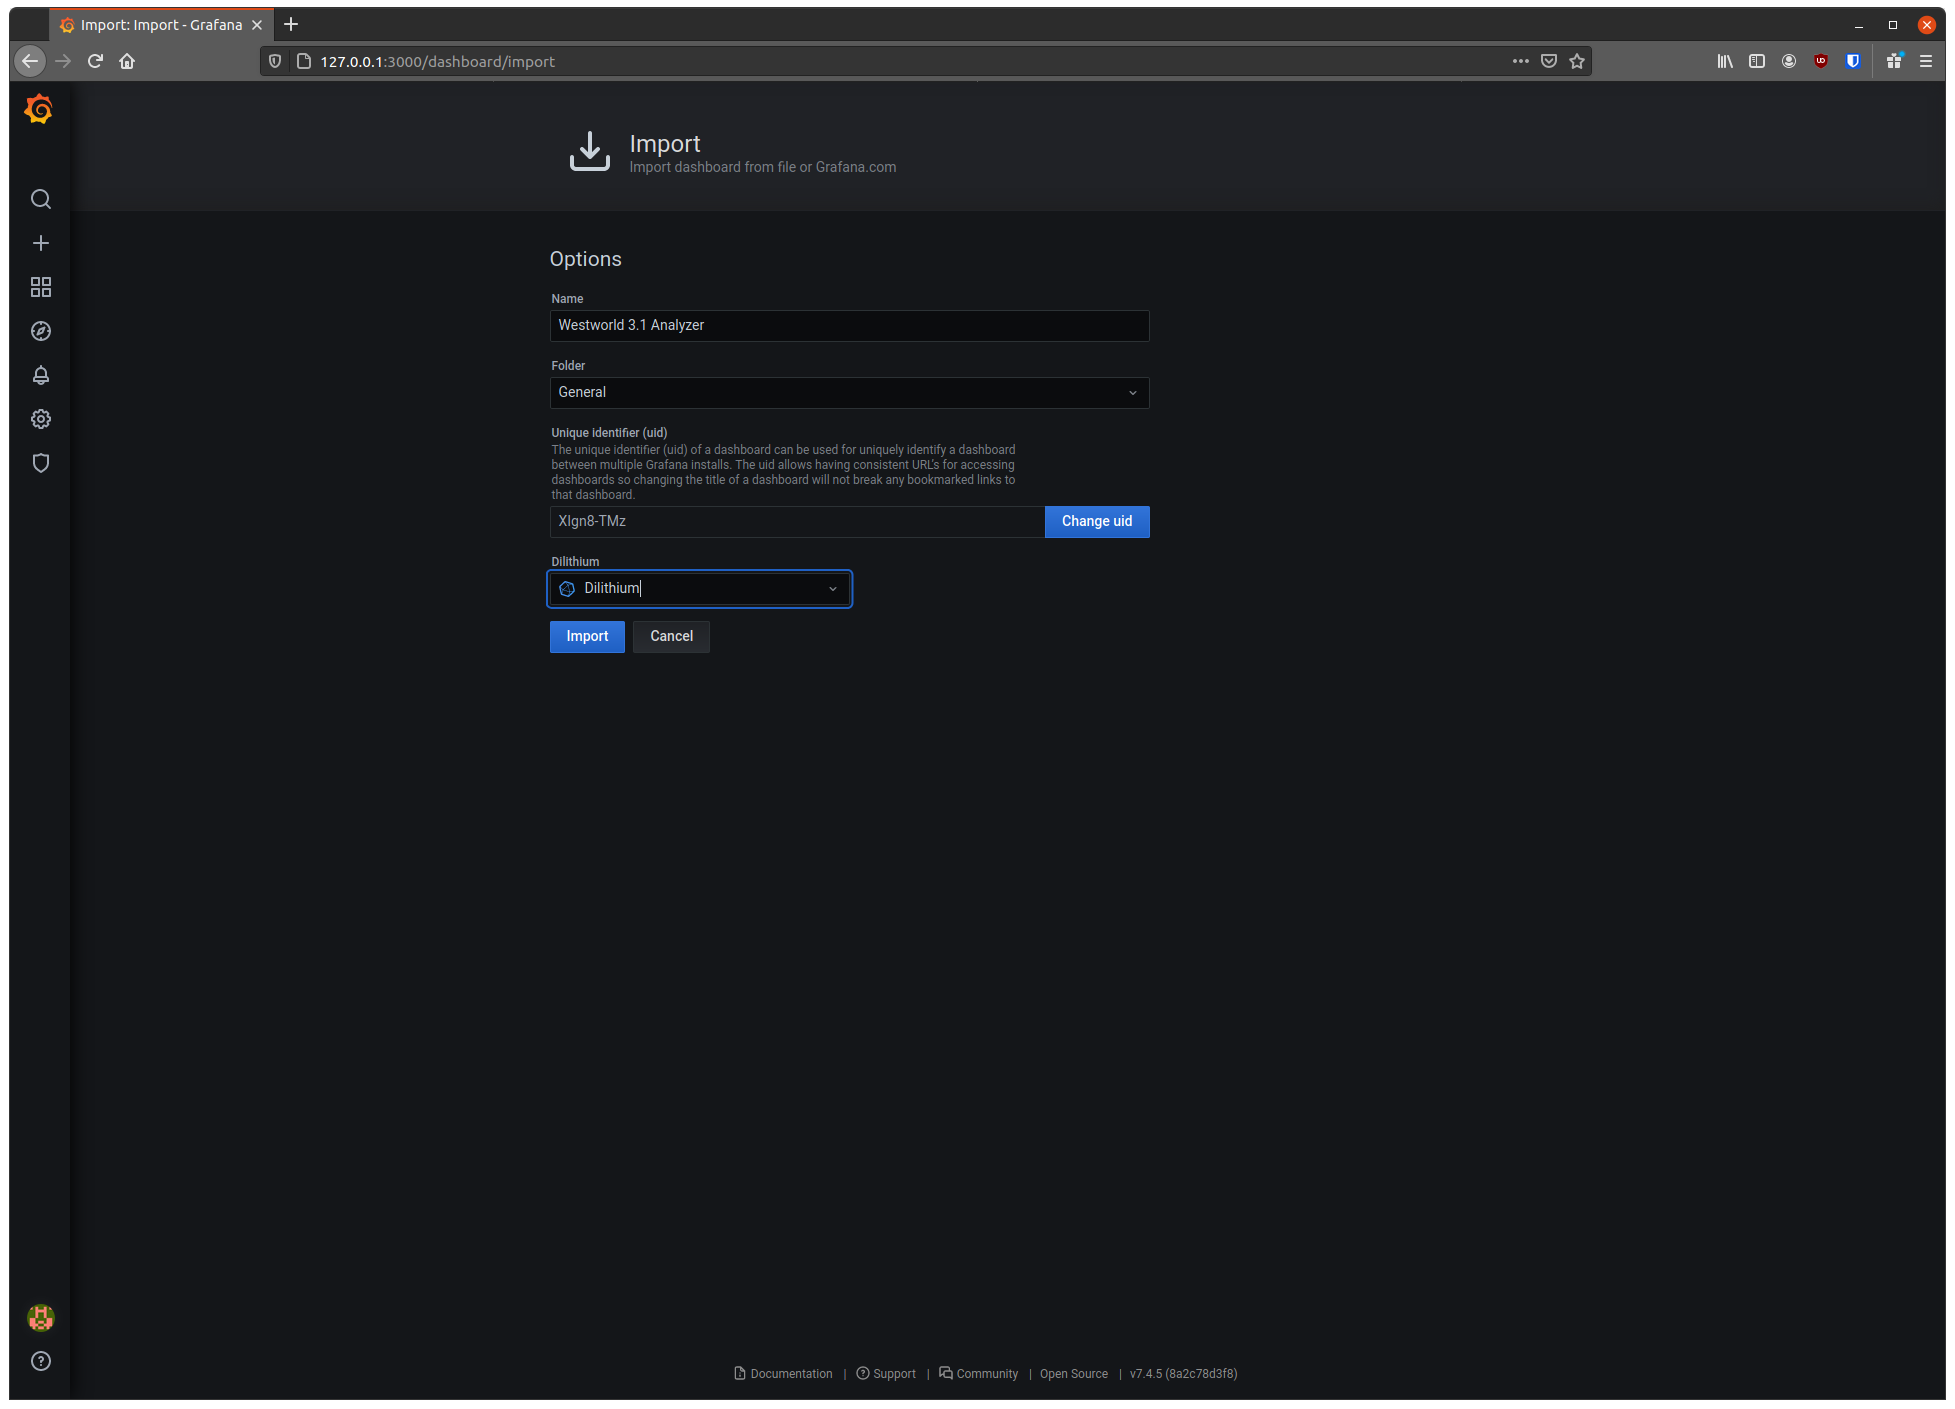 Import: Import - Grafana
127.0.0.1:3000/dashboard/import
Import
Import dashboard from file or Grafana.com
Options
Name
Westworld 3.1 Analyzer
Folder
General
Unique identifier (uid)
The unique identifier (uid) of a dashboard can be used for uniquely identify a dashboard
between multiple Grafana installs. The uid allows having consistent URL's for accessing
dashboards so changing the title of a dashboard will not break any bookmarked links to
that dashboard.
XIgn8-TMz
Change uid
Dilithium
Dilithium
Import
Cancel
Documentation | Support | Community | Open Source | v7.4.5 (8a2c78d3f8)